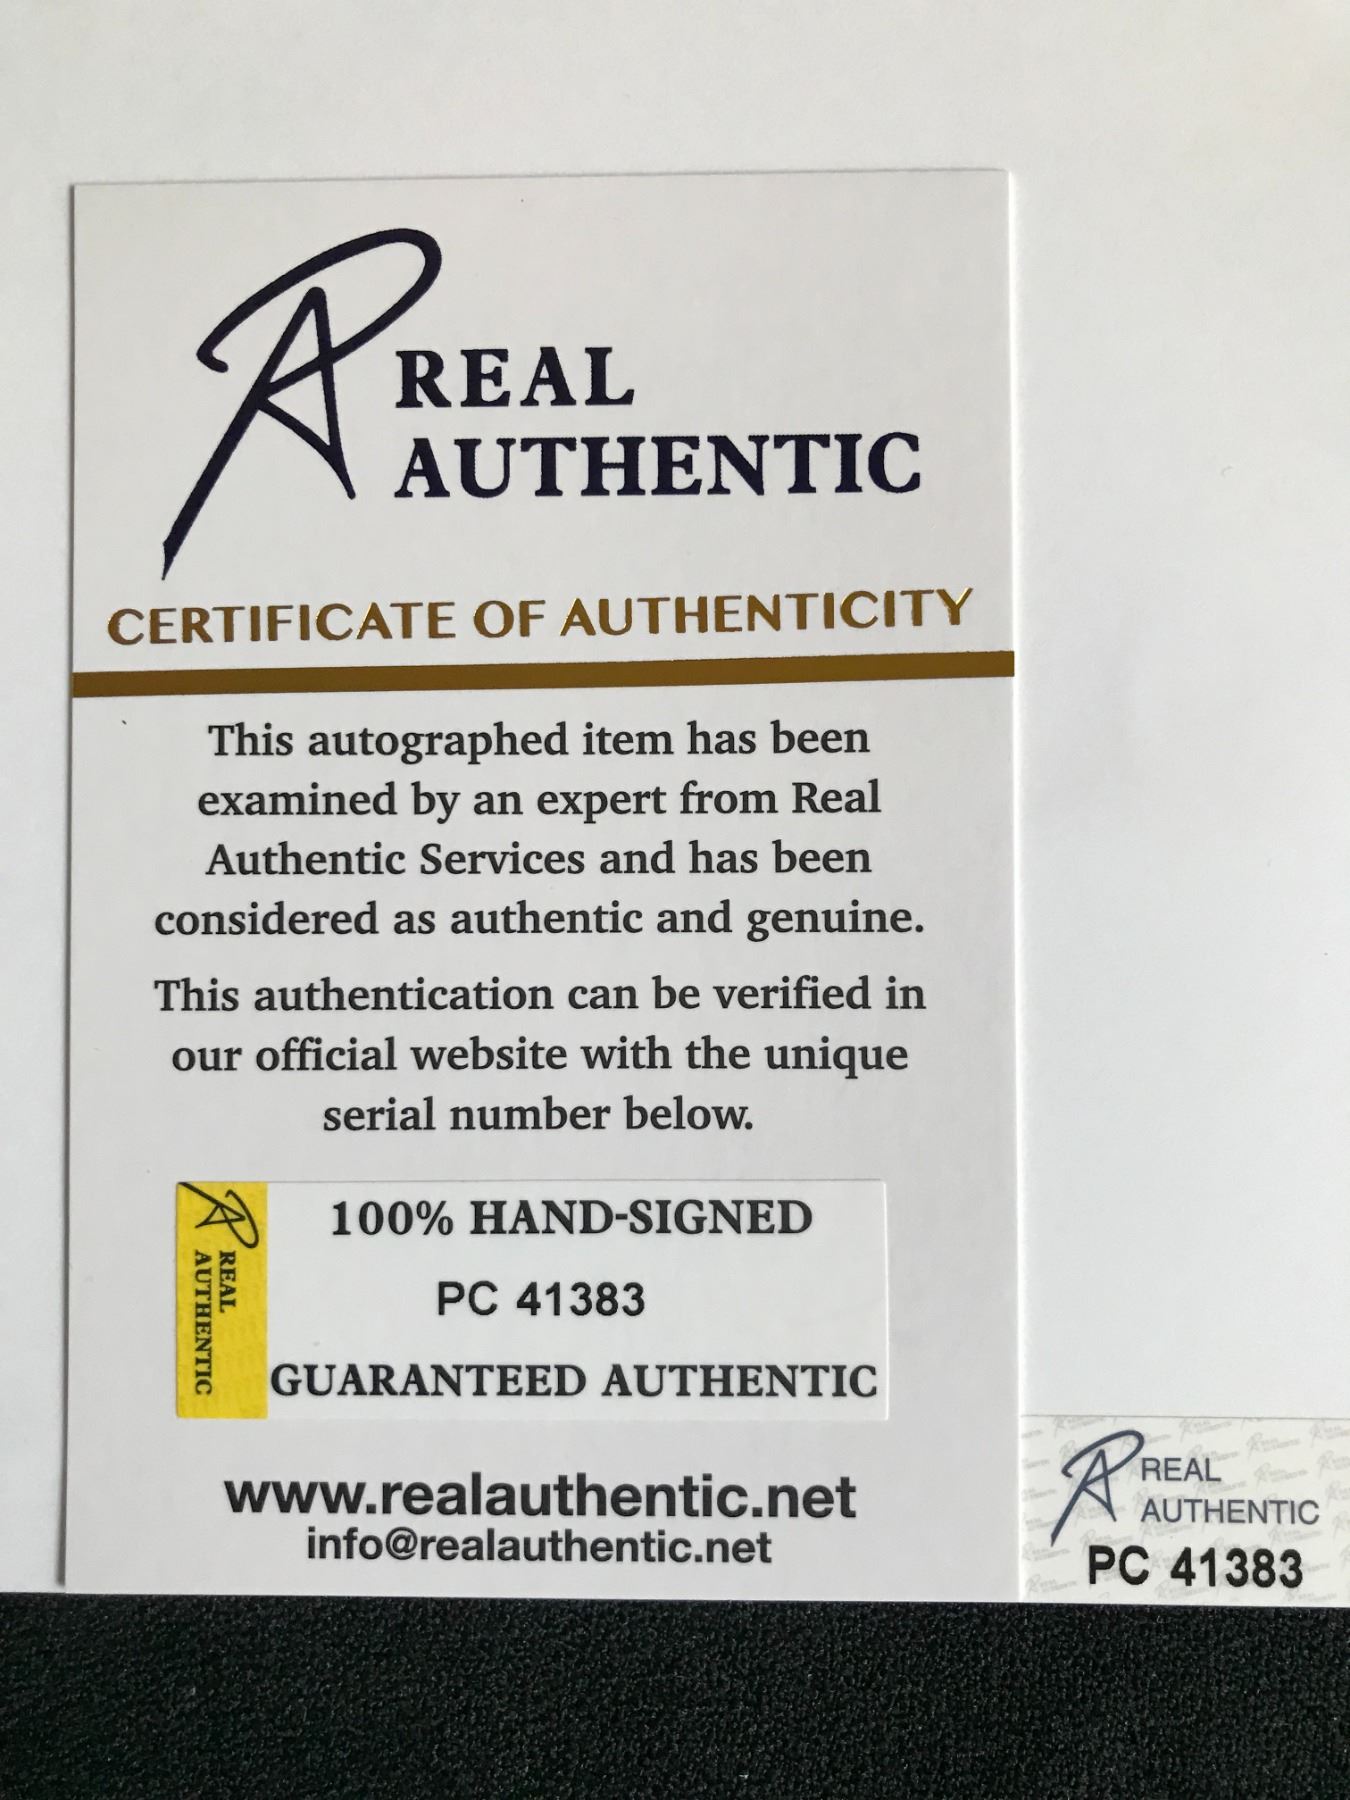 REAL
AUTHENTIC
CERTIFICATE OF AUTHENTICITY
This autographed item has been
examined by an expert from Real
Authentic Services and has been
considered as authentic and genuine.
This authentication can be verified in
our official website with the unique
serial number below.
REAL
AUTHENTIC
100% HAND-SIGNED
PC 41383
GUARANTEED AUTHENTIC
www.realauthentic.net
info@realauthentic.net
REAL
AUTHENTIC
PC 41383